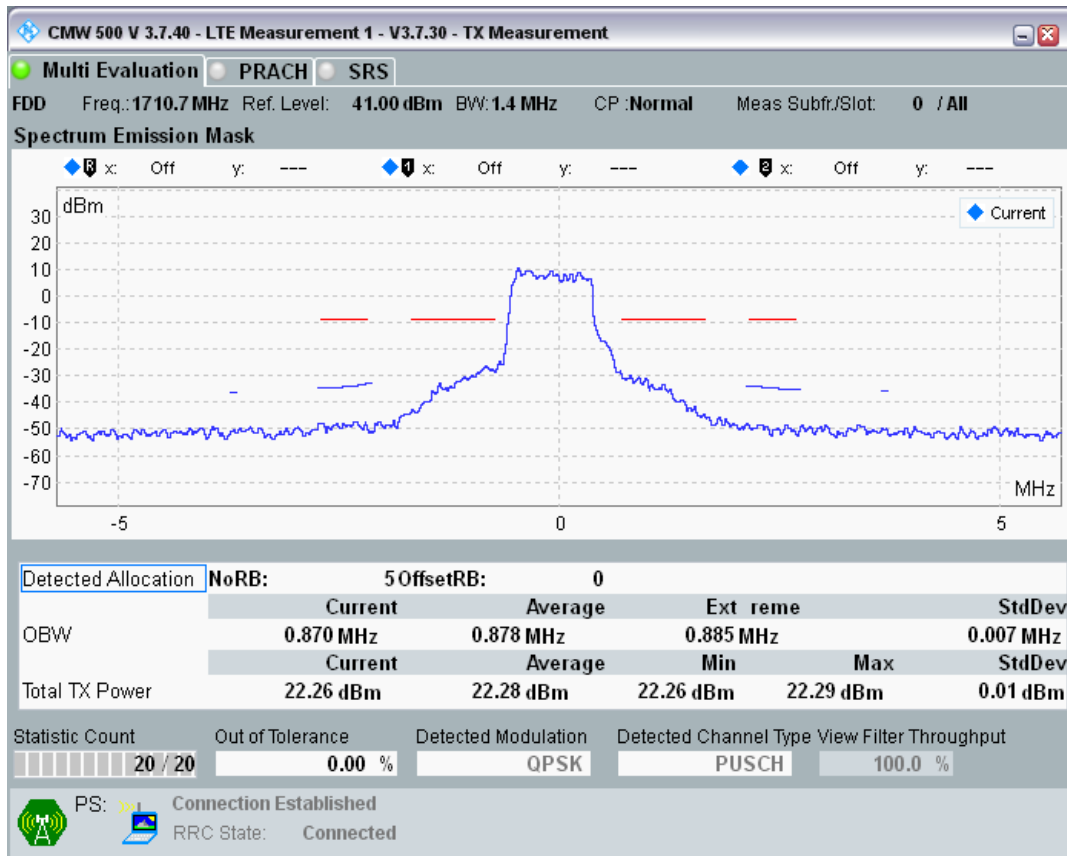 CMW 500 V 3.7.40 - LTE Measurement 1 - V3.7.30 - TX Measurement
Multi Evaluation PRACH SRS
FDD Freq.: 1710.7 MHz Ref. Level: 41.00 dBm BW: 1.4 MHz CP : Normal Meas Subfr./Slot: 0 / All
Spectrum Emission Mask
R x: Off y: --- 1 x: Off y: --- 2 x: Off y: ---
dBm
Current
30
20
10
0
-10
-20
-30
-40
-50
-60
-70
MHz
-5 0 5
Detected Allocation NoRB: 5 OffsetRB: 0
Current Average Ext reme StdDev
OBW 0.870 MHz 0.878 MHz 0.885 MHz 0.007 MHz
Current Average Min Max StdDev
Total TX Power 22.26 dBm 22.28 dBm 22.26 dBm 22.29 dBm 0.01 dBm
Statistic Count Out of Tolerance Detected Modulation Detected Channel Type View Filter Throughput
20 / 20 0.00 % QPSK PUSCH 100.0 %
PS: Connection Established
RRC State: Connected